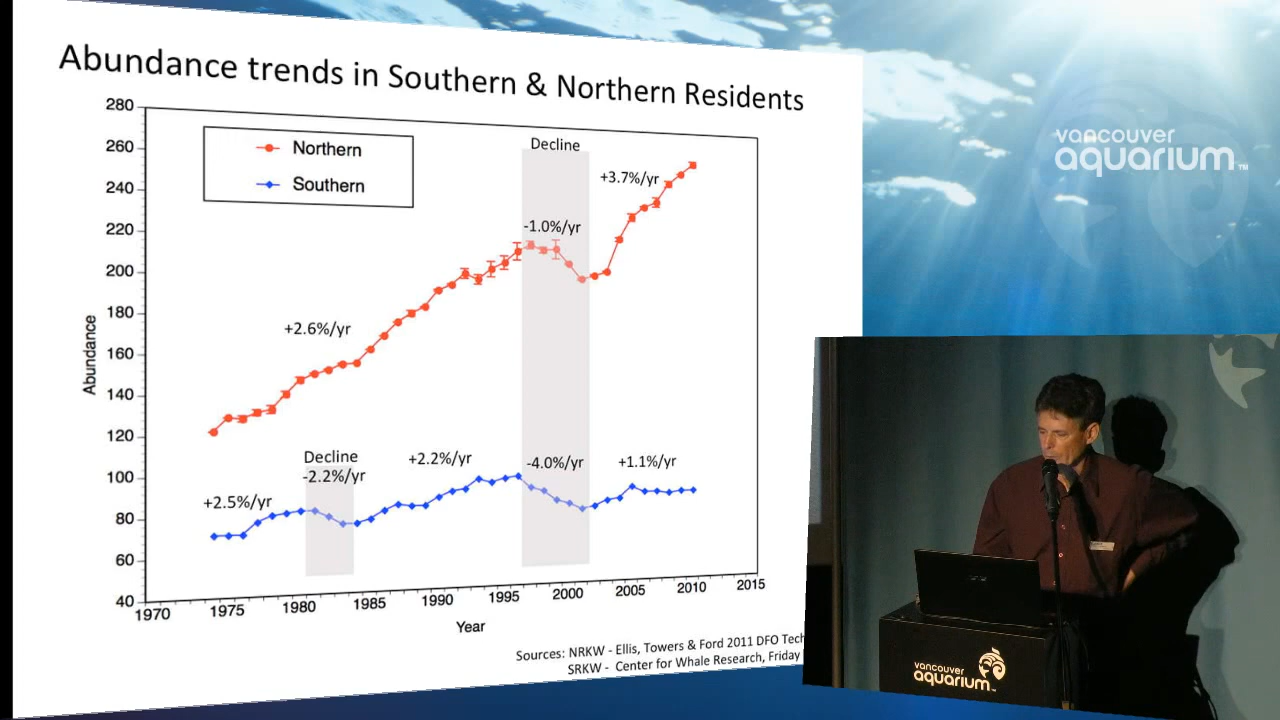 Abundance trends in Southern & Northern Residents
280
260
240
220
200
180
160
140
120
100
80
60
40
Abundance
Northern
Southern
Decline
+3.7%/yr
-1.0%/yr
+2.6%/yr
Decline
-2.2%/yr
+2.2%/yr
-4.0%/yr
+1.1%/yr
+2.5%/yr
1970 1975 1980 1985 1990 1995 2000 2005 2010 2015
Year
Sources: NRKW - Ellis, Towers & Ford 2011 DFO Tech
SRKW - Center for Whale Research, Friday
vancouver
aquarium™
vancouver
aquarium